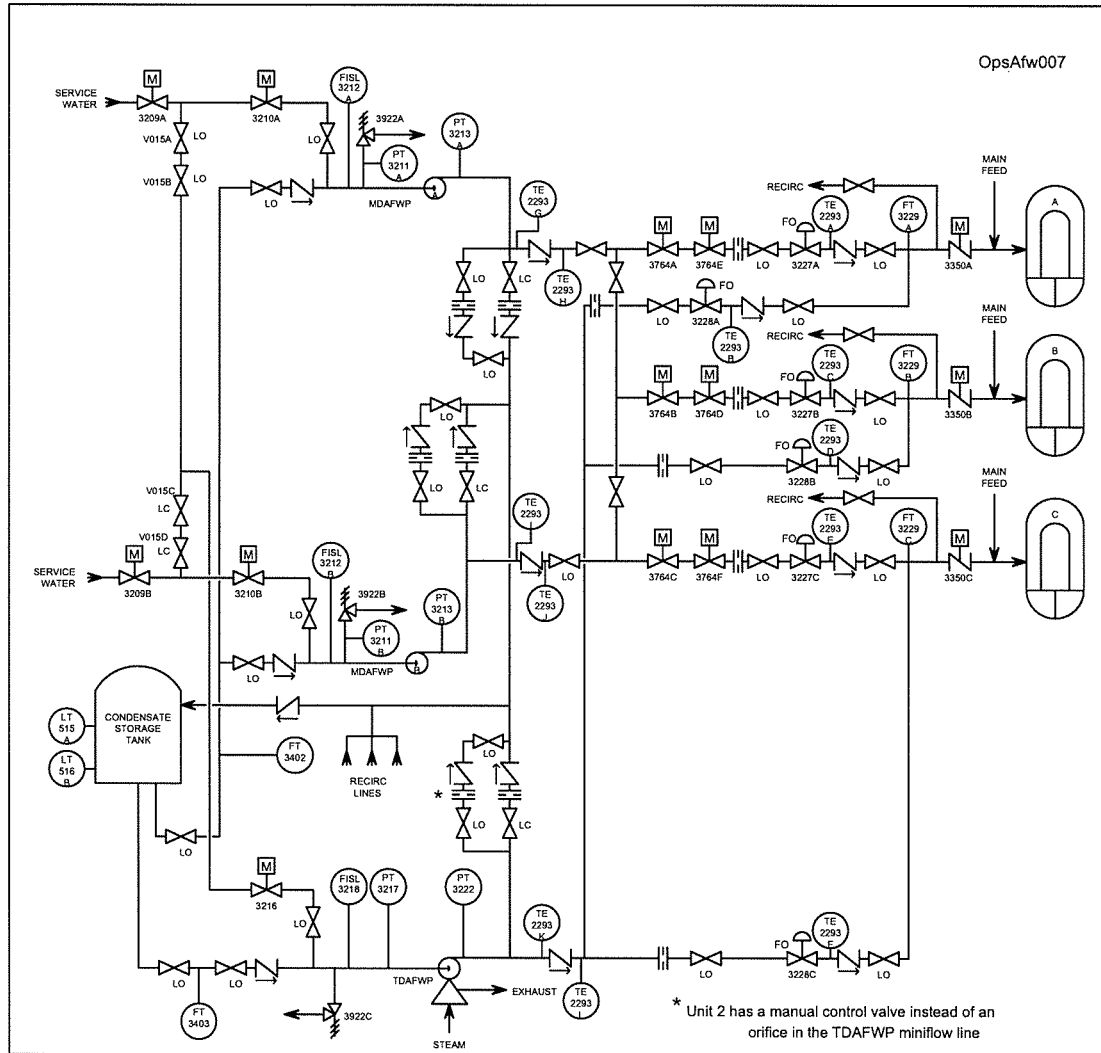 OpsAfw007
SERVICE
WATER
M
3209A
M
3210A
V015A
LO
V015B
LO
LO
LO
FISL
3212
A
3922A
PT
3211
A
PT
3213
A
A
MDAFWP
TE
2293
G
LO
LC
LO
TE
2293
H
M
3764A
M
3764E
LO
FO
3227A
TE
2293
A
LO
FT
3229
A
RECIRC
M
3350A
MAIN
FEED
A
LO
FO
3228A
TE
2293
B
LO
RECIRC
MAIN
FEED
M
3764B
M
3764D
LO
FO
3227B
TE
2293
C
LO
FT
3229
B
M
3350B
B
LO
LO
LC
LO
FO
3228B
TE
2293
D
LO
RECIRC
MAIN
FEED
TE
2293
LO
TE
2293
M
3764C
M
3764F
LO
FO
3227C
TE
2293
E
LO
FT
3229
C
M
3350C
C
V015C
LC
V015D
LC
SERVICE
WATER
M
3209B
M
3210B
LO
LO
FISL
3212
B
3922B
PT
3211
B
PT
3213
B
B
MDAFWP
LT
515
A
LT
516
B
CONDENSATE
STORAGE
TANK
LO
FT
3402
RECIRC
LINES
LO
*
LO
LC
M
3216
LO
FISL
3218
PT
3217
PT
3222
TE
2293
K
LO
FT
3403
LO
3922C
TDAFWP
EXHAUST
STEAM
TE
2293
LO
FO
3228C
TE
2293
F
LO
* Unit 2 has a manual control valve instead of an
orifice in the TDAFWP miniflow line